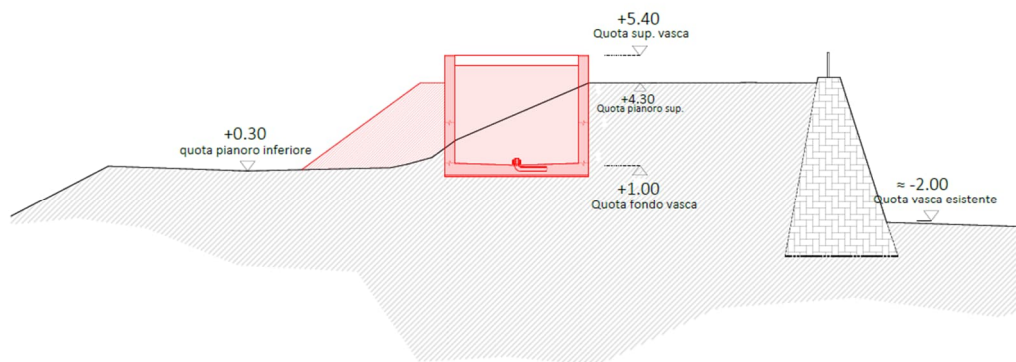 +5.40
Quota sup. vasca
+4.30
Quota pianoro sup.
+0.30
quota pianoro inferiore
+1.00
Quota fondo vasca
≈ -2.00
Quota vasca esistente